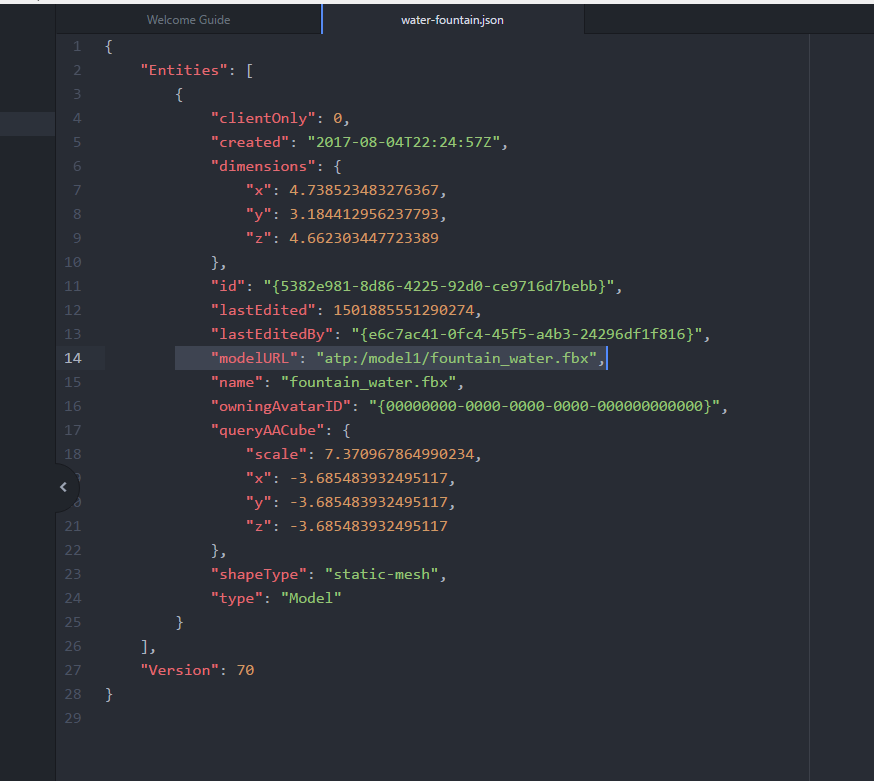 Welcome Guide
water-fountain.json
1 {
2 "Entities": [
3 {
4 "clientOnly": 0,
5 "created": "2017-08-04T22:24:57Z",
6 "dimensions": {
7 "x": 4.738523483276367,
8 "y": 3.184412956237793,
9 "z": 4.662303447723389
10 },
11 "id": "{5382e981-8d86-4225-92d0-ce9716d7bebb}",
12 "lastEdited": 1501885551290274,
13 "lastEditedBy": "{e6c7ac41-0fc4-45f5-a4b3-24296df1f816}",
14 "modelURL": "atp:/model1/fountain_water.fbx",
15 "name": "fountain_water.fbx",
16 "owningAvatarID": "{00000000-0000-0000-0000-000000000000}",
17 "queryAACube": {
18 "scale": 7.370967864990234,
"x": -3.685483932495117,
"y": -3.685483932495117,
21 "z": -3.685483932495117
22 },
23 "shapeType": "static-mesh",
24 "type": "Model"
25 }
26 ],
27 "Version": 70
28 }
29